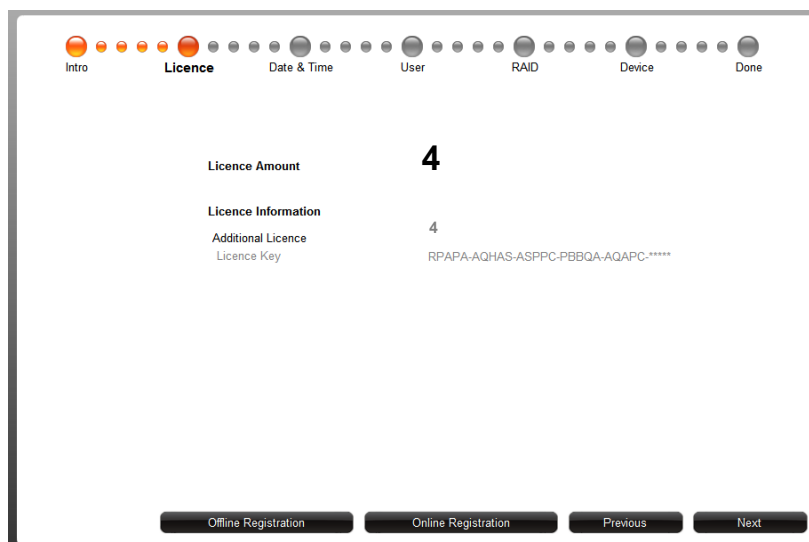 Intro Licence Date & Time User RAID Device Done
Licence Amount 4
Licence Information
4
Additional Licence
Licence Key RPAPA-AQHAS-ASPPC-PBBQA-AQAPC-*****
Offline Registration Online Registration Previous Next